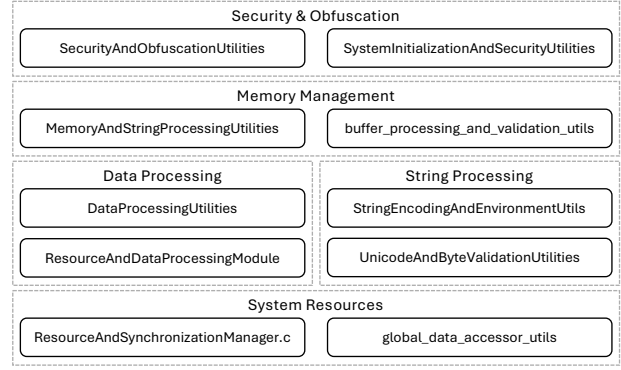 Security & Obfuscation
SecurityAndObfuscationUtilities
SystemInitializationAndSecurityUtilities
Memory Management
MemoryAndStringProcessingUtilities
buffer_processing_and_validation_utils
Data Processing
DataProcessingUtilities
ResourceAndDataProcessingModule
String Processing
StringEncodingAndEnvironmentUtils
UnicodeAndByteValidationUtilities
System Resources
ResourceAndSynchronizationManager.c
global_data_accessor_utils